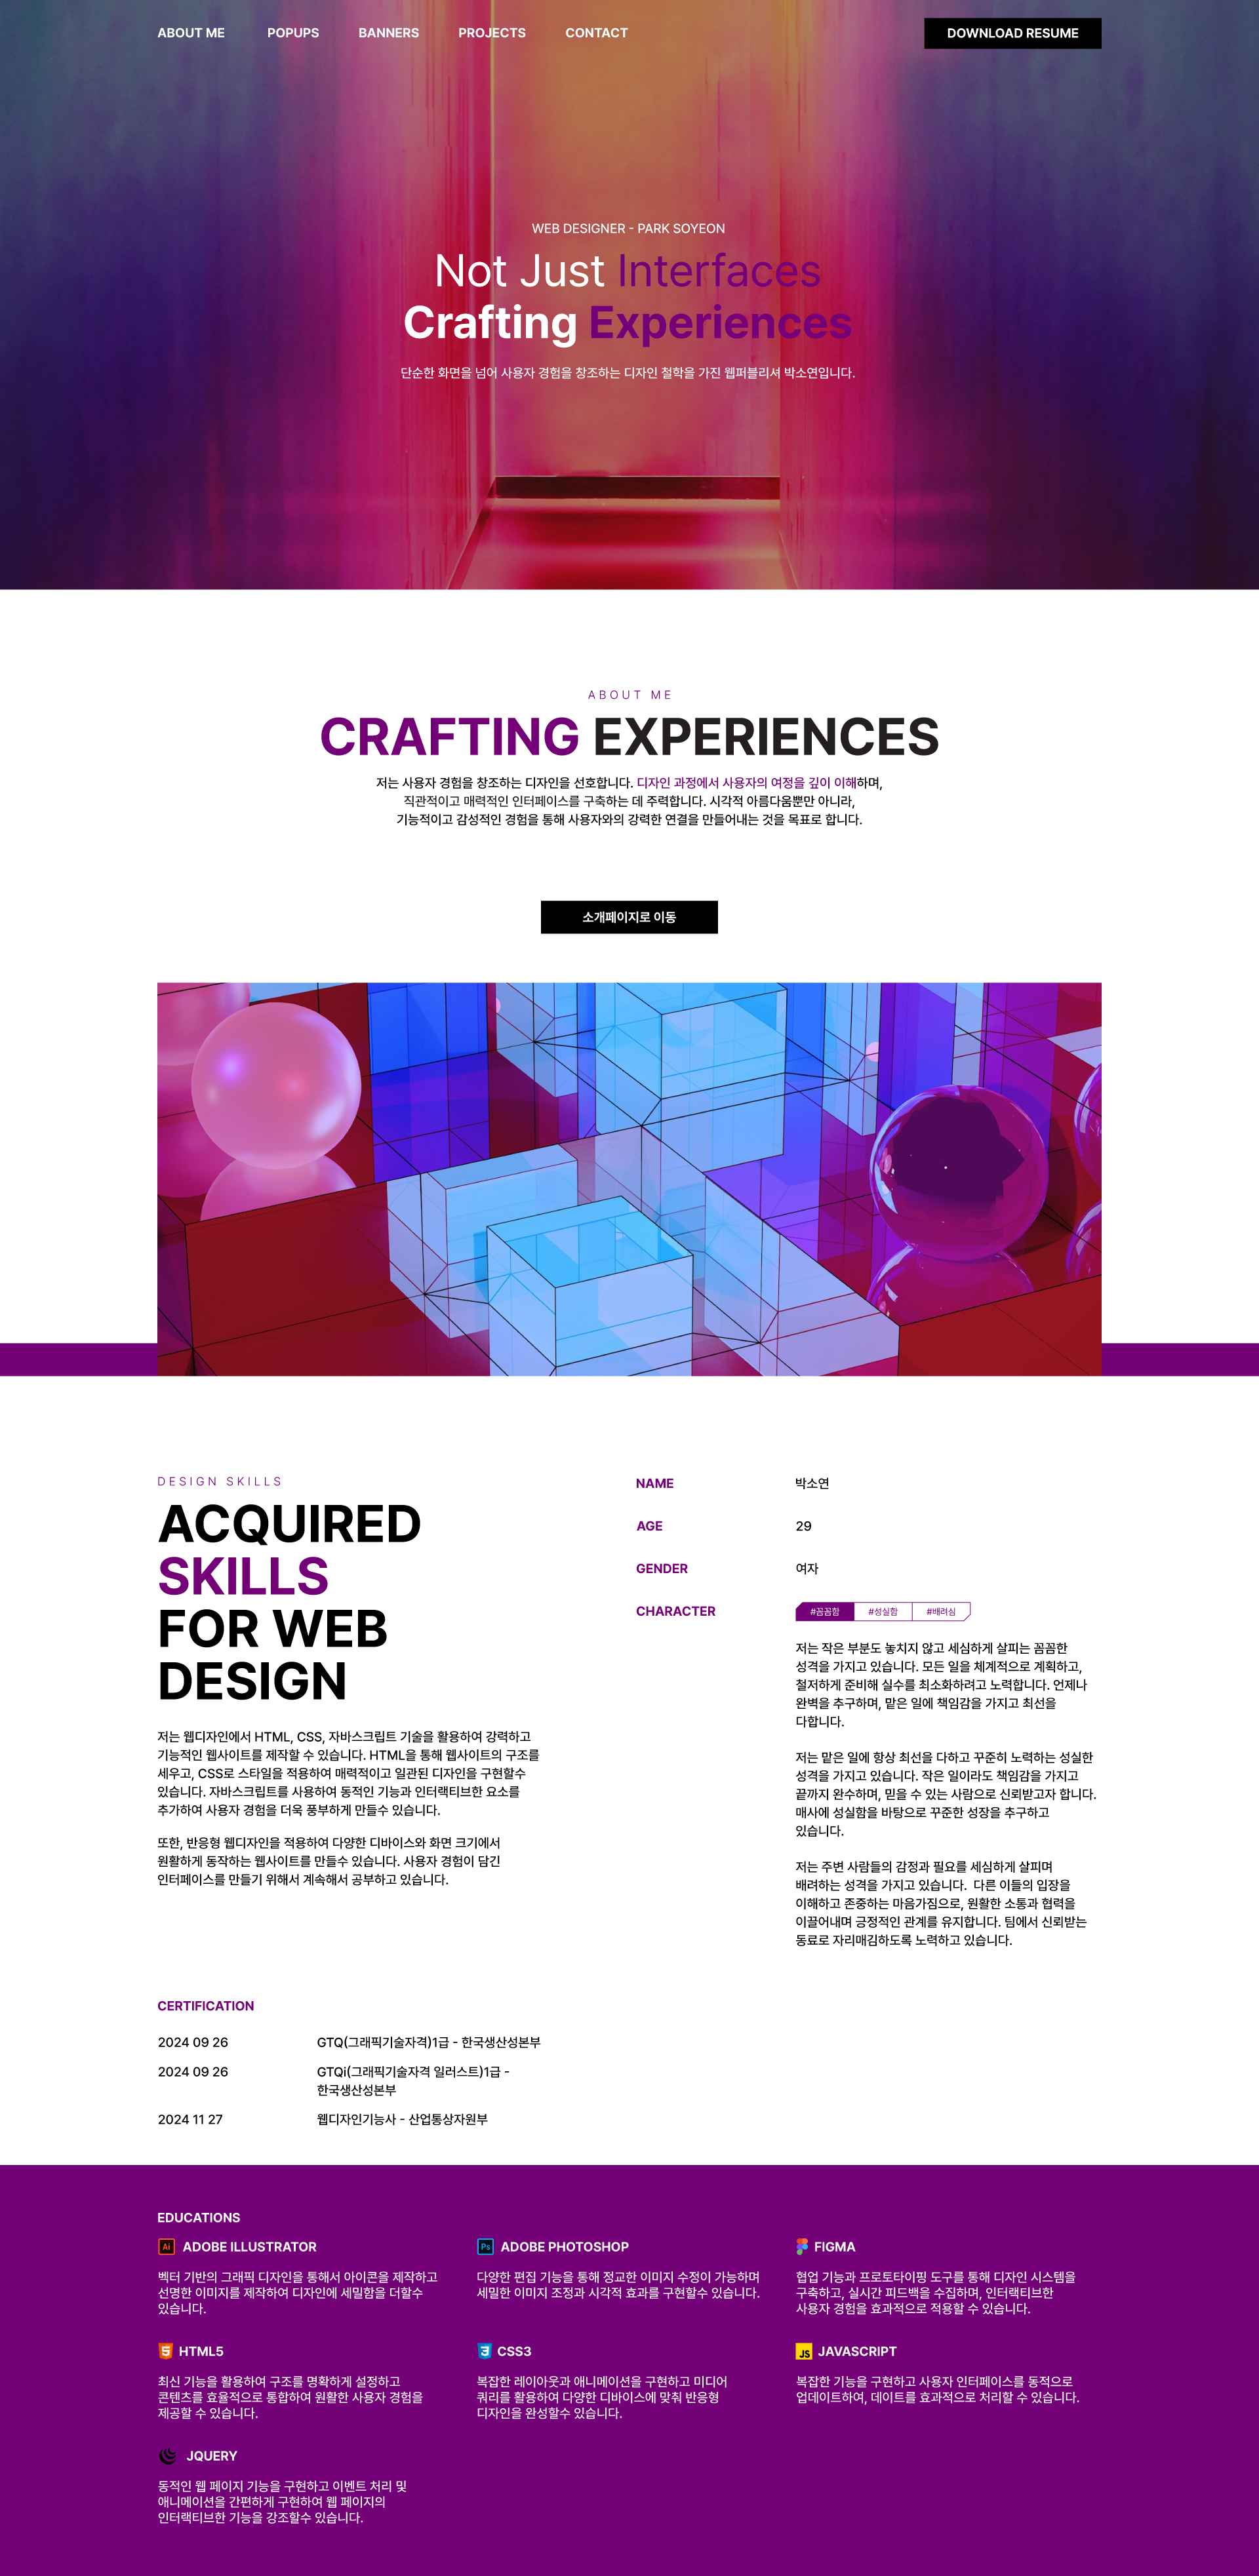 ABOUT ME
POPUPS
BANNERS
PROJECTS
CONTACT
DOWNLOAD RESUME
WEB DESIGNER - PARK SOYEON
Not Just Interfaces
Crafting Experiences
단순한 화면을 넘어 사용자 경험을 창조하는 디자인 철학을 가진 웹퍼블리셔 박소연입니다.
ABOUT ME
CRAFTING EXPERIENCES
저는 사용자 경험을 창조하는 디자인을 선호합니다. 디자인 과정에서 사용자의 여정을 깊이 이해하며,
직관적이고 매력적인 인터페이스를 구축하는 데 주력합니다. 시각적 아름다움뿐만 아니라,
기능적이고 감성적인 경험을 통해 사용자와의 강력한 연결을 만들어내는 것을 목표로 합니다.
소개페이지로 이동
DESIGN SKILLS
ACQUIRED
SKILLS
FOR WEB
DESIGN
저는 웹디자인에서 HTML, CSS, 자바스크립트 기술을 활용하여 강력하고
기능적인 웹사이트를 제작할 수 있습니다. HTML을 통해 웹사이트의 구조를
세우고, CSS로 스타일을 적용하여 매력적이고 일관된 디자인을 구현할수
있습니다. 자바스크립트를 사용하여 동적인 기능과 인터랙티브한 요소를
추가하여 사용자 경험을 더욱 풍부하게 만들수 있습니다.
또한, 반응형 웹디자인을 적용하여 다양한 디바이스와 화면 크기에서
원활하게 동작하는 웹사이트를 만들수 있습니다. 사용자 경험이 담긴
인터페이스를 만들기 위해서 계속해서 공부하고 있습니다.
NAME 박소연
AGE 29
GENDER 여자
CHARACTER #꼼꼼함 #성실함 #배려심
저는 작은 부분도 놓치지 않고 세심하게 살피는 꼼꼼한
성격을 가지고 있습니다. 모든 일을 체계적으로 계획하고,
철저하게 준비해 실수를 최소화하려고 노력합니다. 언제나
완벽을 추구하며, 맡은 일에 책임감을 가지고 최선을
다합니다.
저는 맡은 일에 항상 최선을 다하고 꾸준히 노력하는 성실한
성격을 가지고 있습니다. 작은 일이라도 책임감을 가지고
끝까지 완수하며, 믿을 수 있는 사람으로 신뢰받고자 합니다.
매사에 성실함을 바탕으로 꾸준한 성장을 추구하고
있습니다.
저는 주변 사람들의 감정과 필요를 세심하게 살피며
배려하는 성격을 가지고 있습니다. 다른 이들의 입장을
이해하고 존중하는 마음가짐으로, 원활한 소통과 협력을
이끌어내며 긍정적인 관계를 유지합니다. 팀에서 신뢰받는
동료로 자리매김하도록 노력하고 있습니다.
CERTIFICATION
2024 09 26 GTQ(그래픽기술자격)1급 - 한국생산성본부
2024 09 26 GTQi(그래픽기술자격 일러스트)1급 -
한국생산성본부
2024 11 27 웹디자인기능사 - 산업통상자원부
EDUCATIONS
Ai ADOBE ILLUSTRATOR
벡터 기반의 그래픽 디자인을 통해서 아이콘을 제작하고
선명한 이미지를 제작하여 디자인에 세밀함을 더할수
있습니다.
Ps ADOBE PHOTOSHOP
다양한 편집 기능을 통해 정교한 이미지 수정이 가능하며
세밀한 이미지 조정과 시각적 효과를 구현할수 있습니다.
FIGMA
협업 기능과 프로토타이핑 도구를 통해 디자인 시스템을
구축하고, 실시간 피드백을 수집하며, 인터랙티브한
사용자 경험을 효과적으로 적용할 수 있습니다.
5 HTML5
최신 기능을 활용하여 구조를 명확하게 설정하고
콘텐츠를 효율적으로 통합하여 원활한 사용자 경험을
제공할 수 있습니다.
3 CSS3
복잡한 레이아웃과 애니메이션을 구현하고 미디어
쿼리를 활용하여 다양한 디바이스에 맞춰 반응형
디자인을 완성할수 있습니다.
JS JAVASCRIPT
복잡한 기능을 구현하고 사용자 인터페이스를 동적으로
업데이트하여, 데이트를 효과적으로 처리할 수 있습니다.
JQUERY
동적인 웹 페이지 기능을 구현하고 이벤트 처리 및
애니메이션을 간편하게 구현하여 웹 페이지의
인터랙티브한 기능을 강조할수 있습니다.